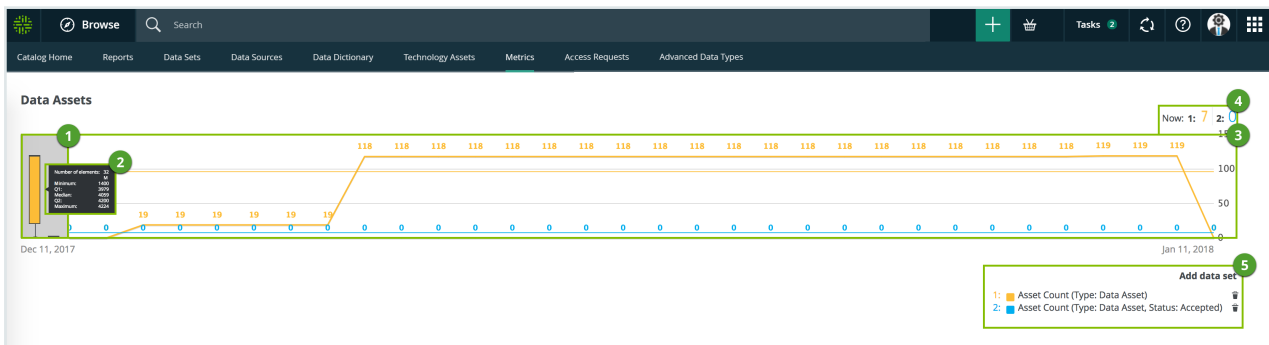 Browse Search Tasks 2
Catalog Home Reports Data Sets Data Sources Data Dictionary Technology Assets Metrics Access Requests Advanced Data Types
Data Assets
4
Now: 1: 7 2: 0
1
3
118 118 118 118 118 118 118 118 118 118 118 118 118 118 118 118 118 118 118 118 119 119 119
2
Number of elements: 32
M
Minimum: 1400
Q1: 3979
Median: 4059
Q2: 4200
Maximum: 4224
100
50
19 19 19 19 19 19
0 0 0 0 0 0 0 0 0 0 0 0 0 0 0 0 0 0 0 0 0 0 0 0 0 0 0 0 0 0 0 0
0
Dec 11, 2017 Jan 11, 2018
5
Add data set
1: Asset Count (Type: Data Asset)
2: Asset Count (Type: Data Asset, Status: Accepted)